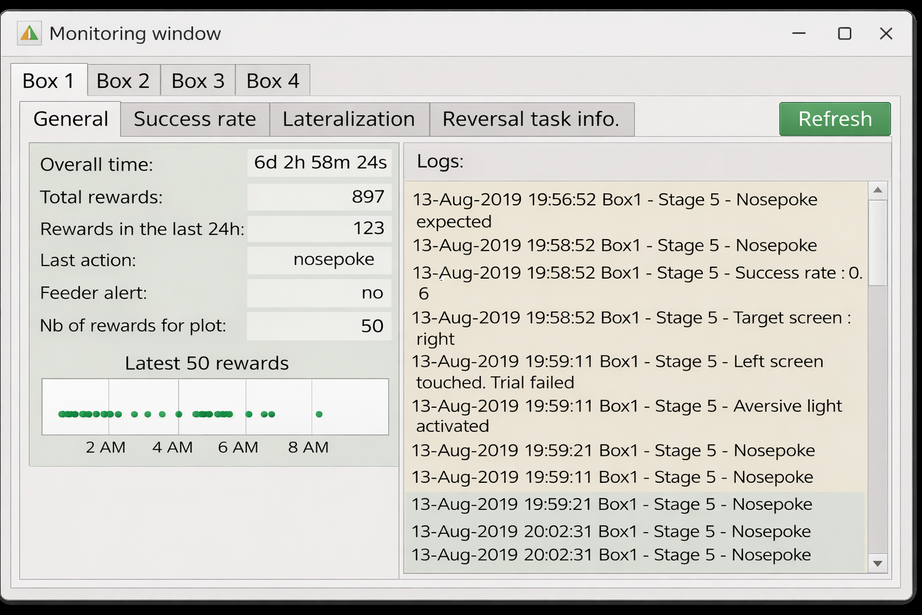 Monitoring window
Box 1 Box 2 Box 3 Box 4
General Success rate Lateralization Reversal task info. Refresh
Overall time: 6d 2h 58m 24s
Total rewards: 897
Rewards in the last 24h: 123
Last action: nosepoke
Feeder alert: no
Nb of rewards for plot: 50
Latest 50 rewards
2 AM 4 AM 6 AM 8 AM
Logs:
13-Aug-2019 19:56:52 Box1 - Stage 5 - Nosepoke
expected
13-Aug-2019 19:58:52 Box1 - Stage 5 - Nosepoke
13-Aug-2019 19:58:52 Box1 - Stage 5 - Success rate : 0.
6
13-Aug-2019 19:58:52 Box1 - Stage 5 - Target screen :
right
13-Aug-2019 19:59:11 Box1 - Stage 5 - Left screen
touched. Trial failed
13-Aug-2019 19:59:11 Box1 - Stage 5 - Aversive light
activated
13-Aug-2019 19:59:21 Box1 - Stage 5 - Nosepoke
13-Aug-2019 19:59:11 Box1 - Stage 5 - Nosepoke
13-Aug-2019 19:59:21 Box1 - Stage 5 - Nosepoke
13-Aug-2019 20:02:31 Box1 - Stage 5 - Nosepoke
13-Aug-2019 20:02:31 Box1 - Stage 5 - Nosepoke